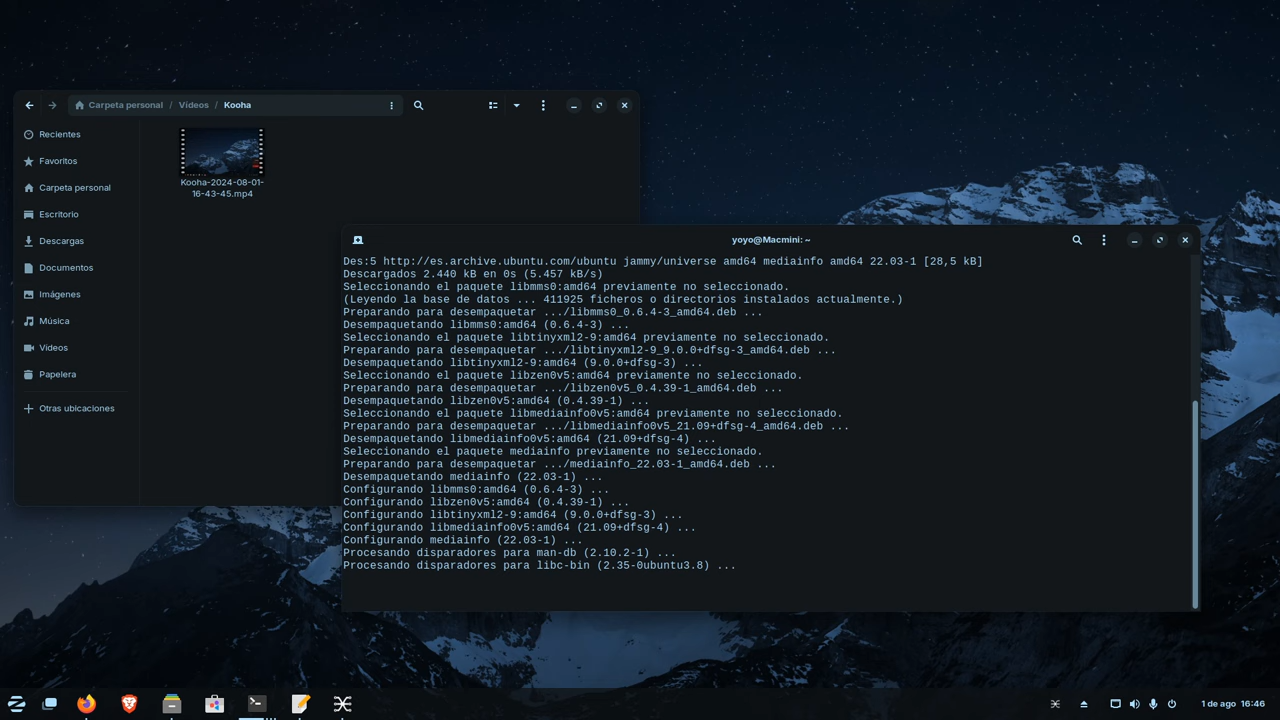 Carpeta personal / Vídeos / Kooha
Recientes
Favoritos
Carpeta personal
Escritorio
Descargas
Documentos
Imágenes
Música
Vídeos
Papelera
Otras ubicaciones
Kooha-2024-08-01-
16-43-45.mp4
yoyo@Macmini: ~
Des:5 http://es.archive.ubuntu.com/ubuntu jammy/universe amd64 mediainfo amd64 22.03-1 [28,5 kB]
Descargados 2.440 kB en 0s (5.457 kB/s)
Seleccionando el paquete libmms0:amd64 previamente no seleccionado.
(Leyendo la base de datos ... 411925 ficheros o directorios instalados actualmente.)
Preparando para desempaquetar .../libmms0_0.6.4-3_amd64.deb ...
Desempaquetando libmms0:amd64 (0.6.4-3) ...
Seleccionando el paquete libtinyxml2-9:amd64 previamente no seleccionado.
Preparando para desempaquetar .../libtinyxml2-9_9.0.0+dfsg-3_amd64.deb ...
Desempaquetando libtinyxml2-9:amd64 (9.0.0+dfsg-3) ...
Seleccionando el paquete libzen0v5:amd64 previamente no seleccionado.
Preparando para desempaquetar .../libzen0v5_0.4.39-1_amd64.deb ...
Desempaquetando libzen0v5:amd64 (0.4.39-1) ...
Seleccionando el paquete libmediainfo0v5:amd64 previamente no seleccionado.
Preparando para desempaquetar .../libmediainfo0v5_21.09+dfsg-4_amd64.deb ...
Desempaquetando libmediainfo0v5:amd64 (21.09+dfsg-4) ...
Seleccionando el paquete mediainfo previamente no seleccionado.
Preparando para desempaquetar .../mediainfo_22.03-1_amd64.deb ...
Desempaquetando mediainfo (22.03-1) ...
Configurando libmms0:amd64 (0.6.4-3) ...
Configurando libzen0v5:amd64 (0.4.39-1) ...
Configurando libtinyxml2-9:amd64 (9.0.0+dfsg-3) ...
Configurando libmediainfo0v5:amd64 (21.09+dfsg-4) ...
Configurando mediainfo (22.03-1) ...
Procesando disparadores para man-db (2.10.2-1) ...
Procesando disparadores para libc-bin (2.35-0ubuntu3.8) ...
1 de ago 16:46